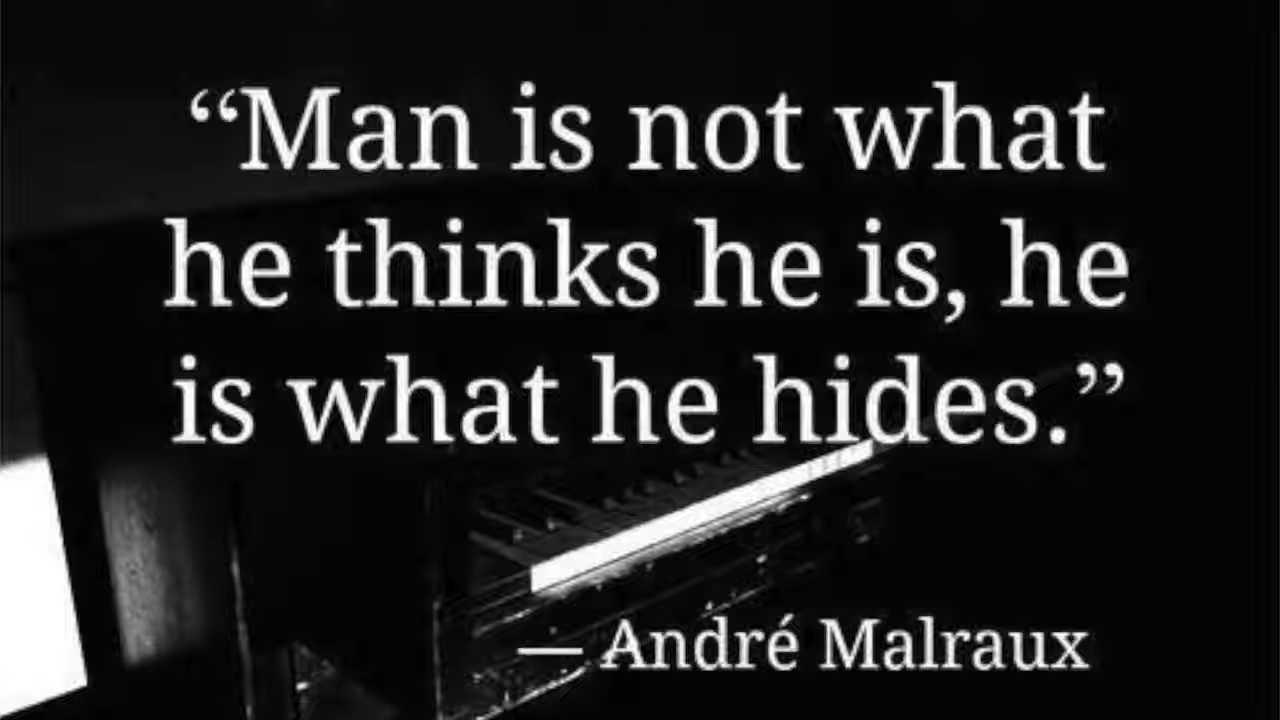 “Man is not what
he thinks he is, he
is what he hides.”
— André Malraux